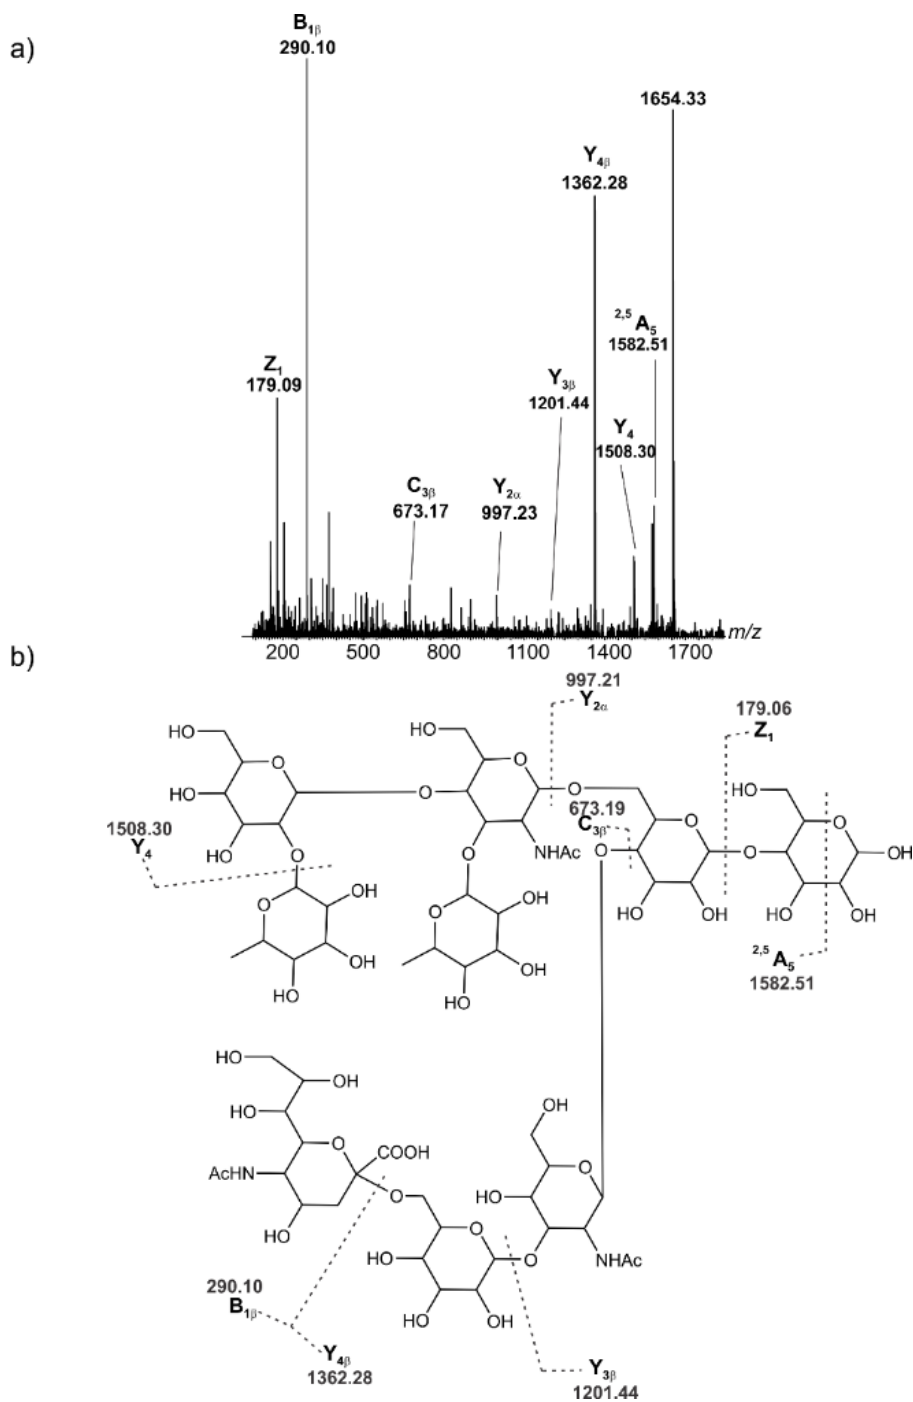 a)
B1β
290.10
1654.33
Y4β
1362.28
2,5A5
1582.51
Z1
179.09
Y3β
1201.44
Y4
1508.30
C3β
673.17
Y2α
997.23
200 500 800 1100 1400 1700 m/z
b)
997.21
Y2α
179.06
Z1
HO
HO
HO
O
O
O
O
HO
673.19
C3β
O
O
HO
HO
O
NHAc
O
O
OH
1508.30
Y4
O
O
HO
OH
HO
OH
O
OH
O
OH
2,5A5
1582.51
OH
OH
HO
HO
HO
OH
HO
OH
O
COOH
O
AcHN
O
HO
O
HO
HO
O
NHAc
290.10
B1β
HO
OH
Y4β
1362.28
Y3β
1201.44